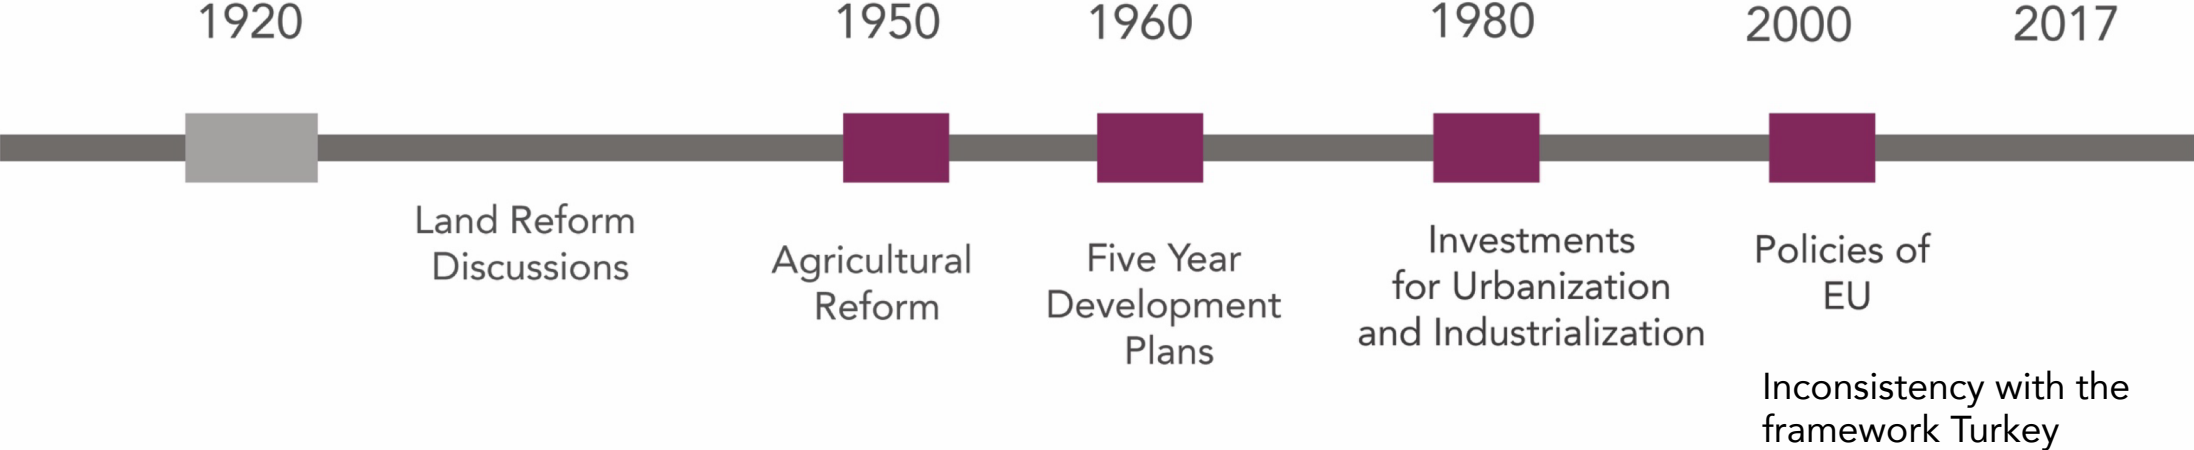 1920
1950
1960
1980
2000
2017
Land Reform
Discussions
Agricultural
Reform
Five Year
Development
Plans
Investments
for Urbanization
and Industrialization
Policies of
EU
Inconsistency with the
framework Turkey